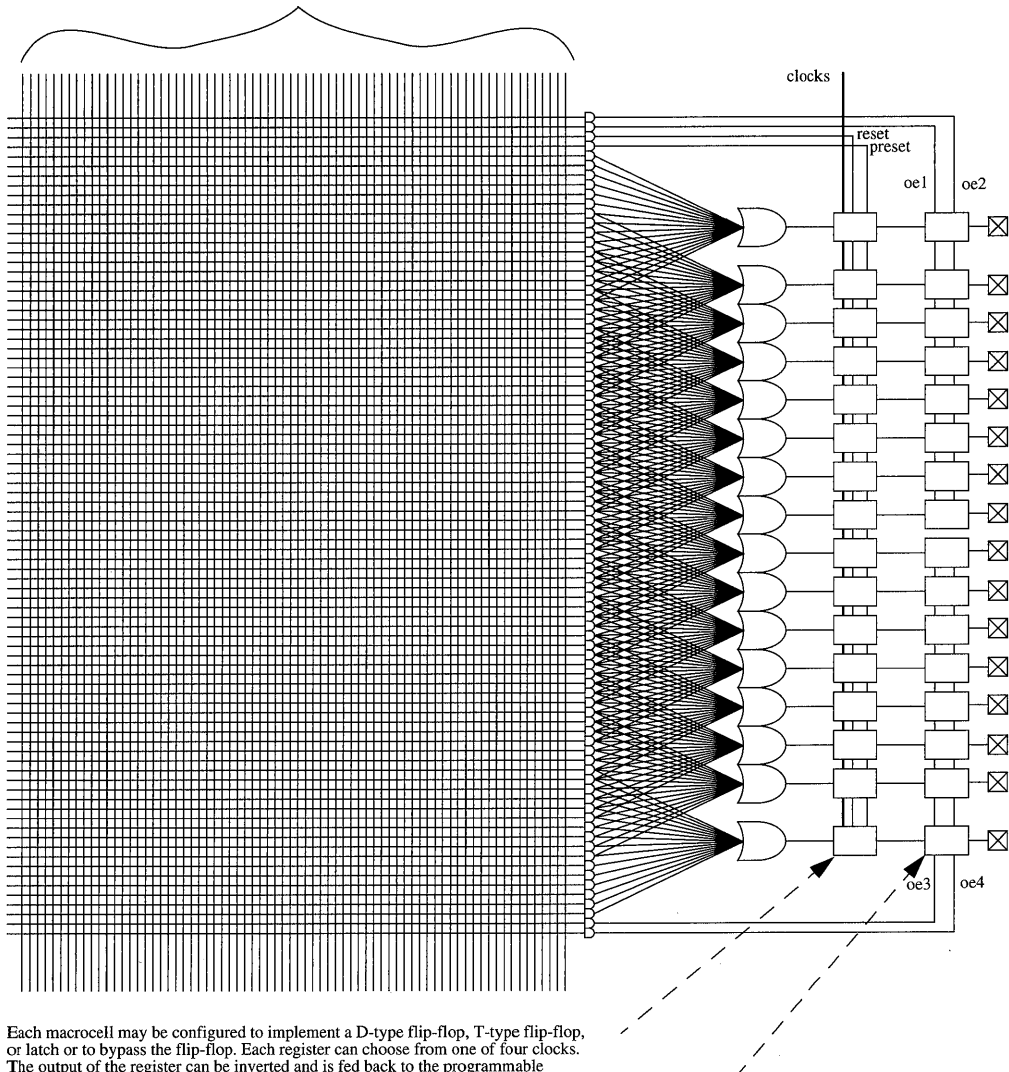 clocks
reset
preset
oe1
oe2
oe3
oe4
Each macrocell may be configured to implement a D-type flip-flop, T-type flip-flop,
or latch or to bypass the flip-flop. Each register can choose from one of four clocks.
The output of the register can be inverted and is fed back to the programmable